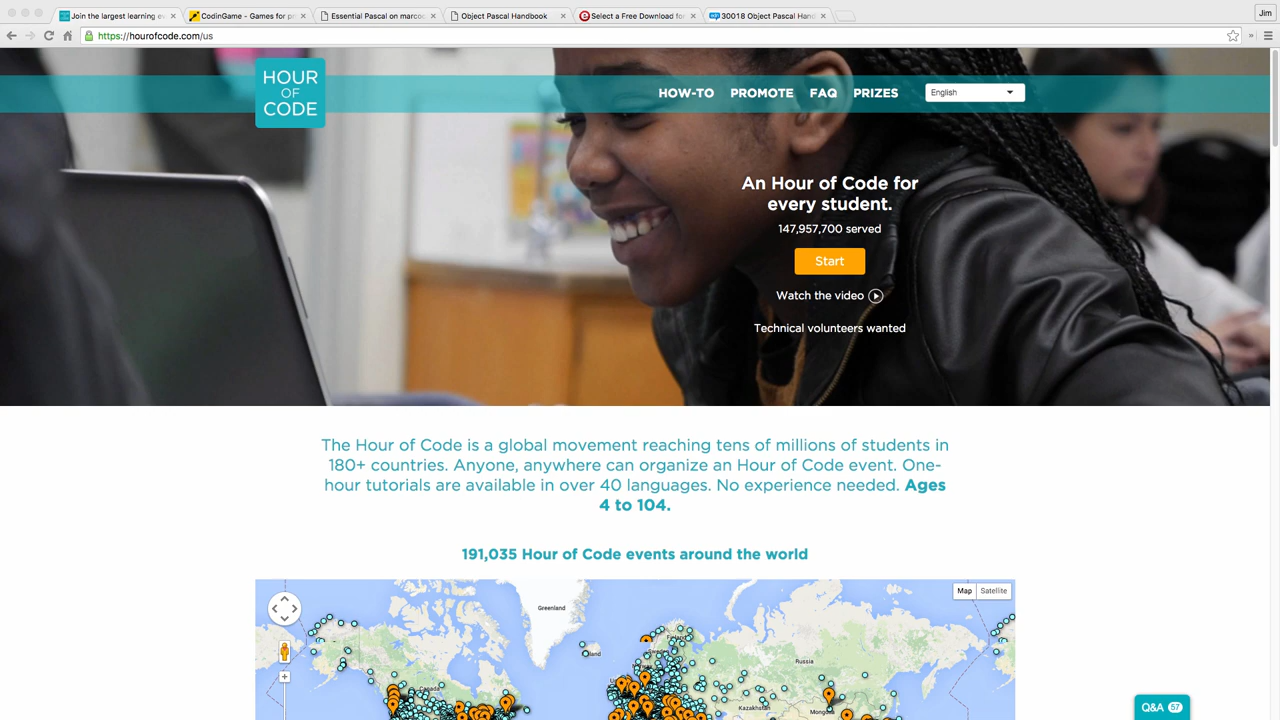 Join the largest learning ev
CodinGame - Games for p
Essential Pascal on marco
Object Pascal Handbook
Select a Free Download for
30018 Object Pascal Hand
Jim
https://hourofcode.com/us
HOUR
OF
CODE
HOW-TO PROMOTE FAQ PRIZES
English
An Hour of Code for
every student.
147,957,700 served
Start
Watch the video
Technical volunteers wanted
The Hour of Code is a global movement reaching tens of millions of students in
180+ countries. Anyone, anywhere can organize an Hour of Code event. One-
hour tutorials are available in over 40 languages. No experience needed. Ages
4 to 104.
191,035 Hour of Code events around the world
Map Satellite
Greenland
Russia
Canada
Kazakhstan
Q&A 57